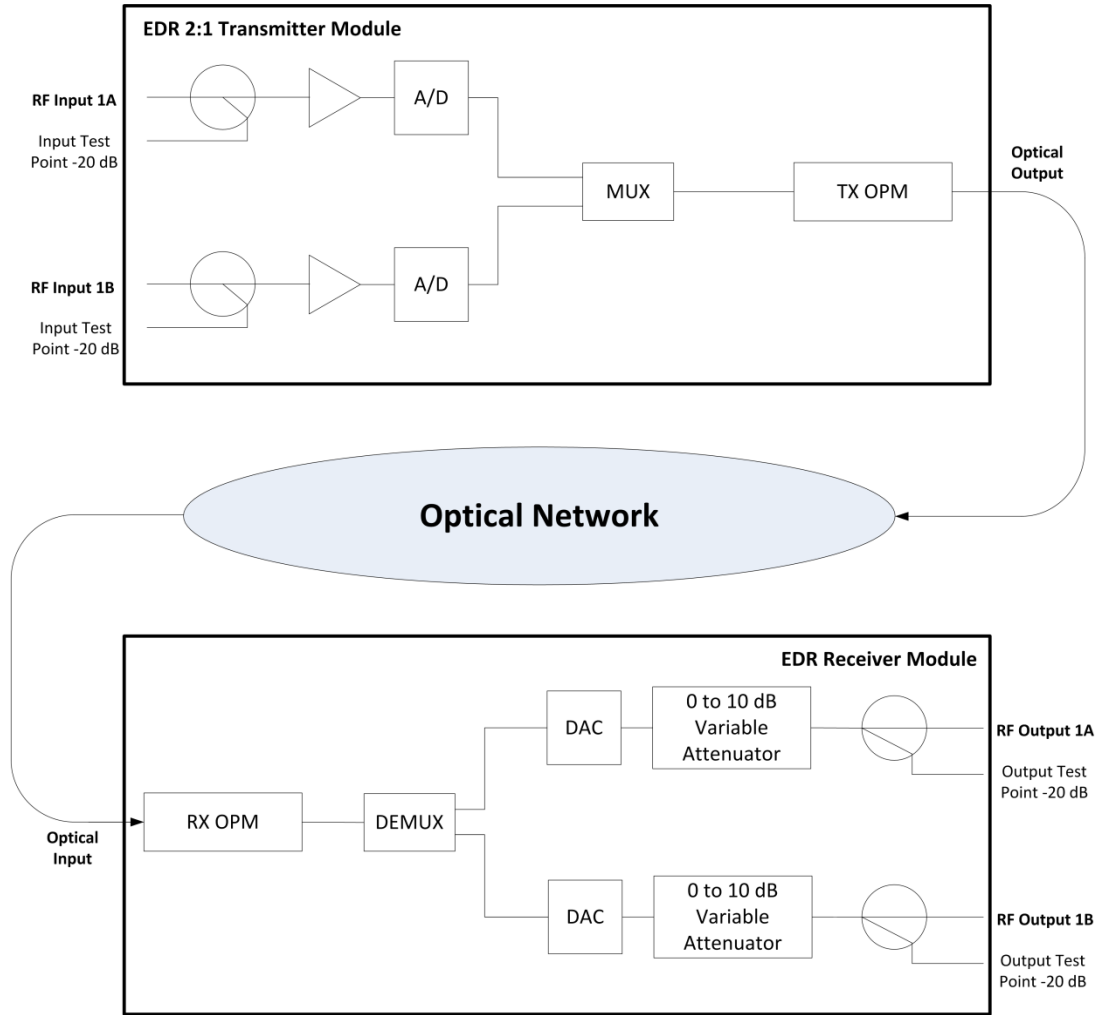 EDR 2:1 Transmitter Module
RF Input 1A
Input Test
Point -20 dB
A/D
MUX
TX OPM
Optical
Output
RF Input 1B
Input Test
Point -20 dB
A/D
Optical Network
EDR Receiver Module
DAC
0 to 10 dB
Variable
Attenuator
RF Output 1A
Output Test
Point -20 dB
Optical
Input
RX OPM
DEMUX
DAC
0 to 10 dB
Variable
Attenuator
RF Output 1B
Output Test
Point -20 dB